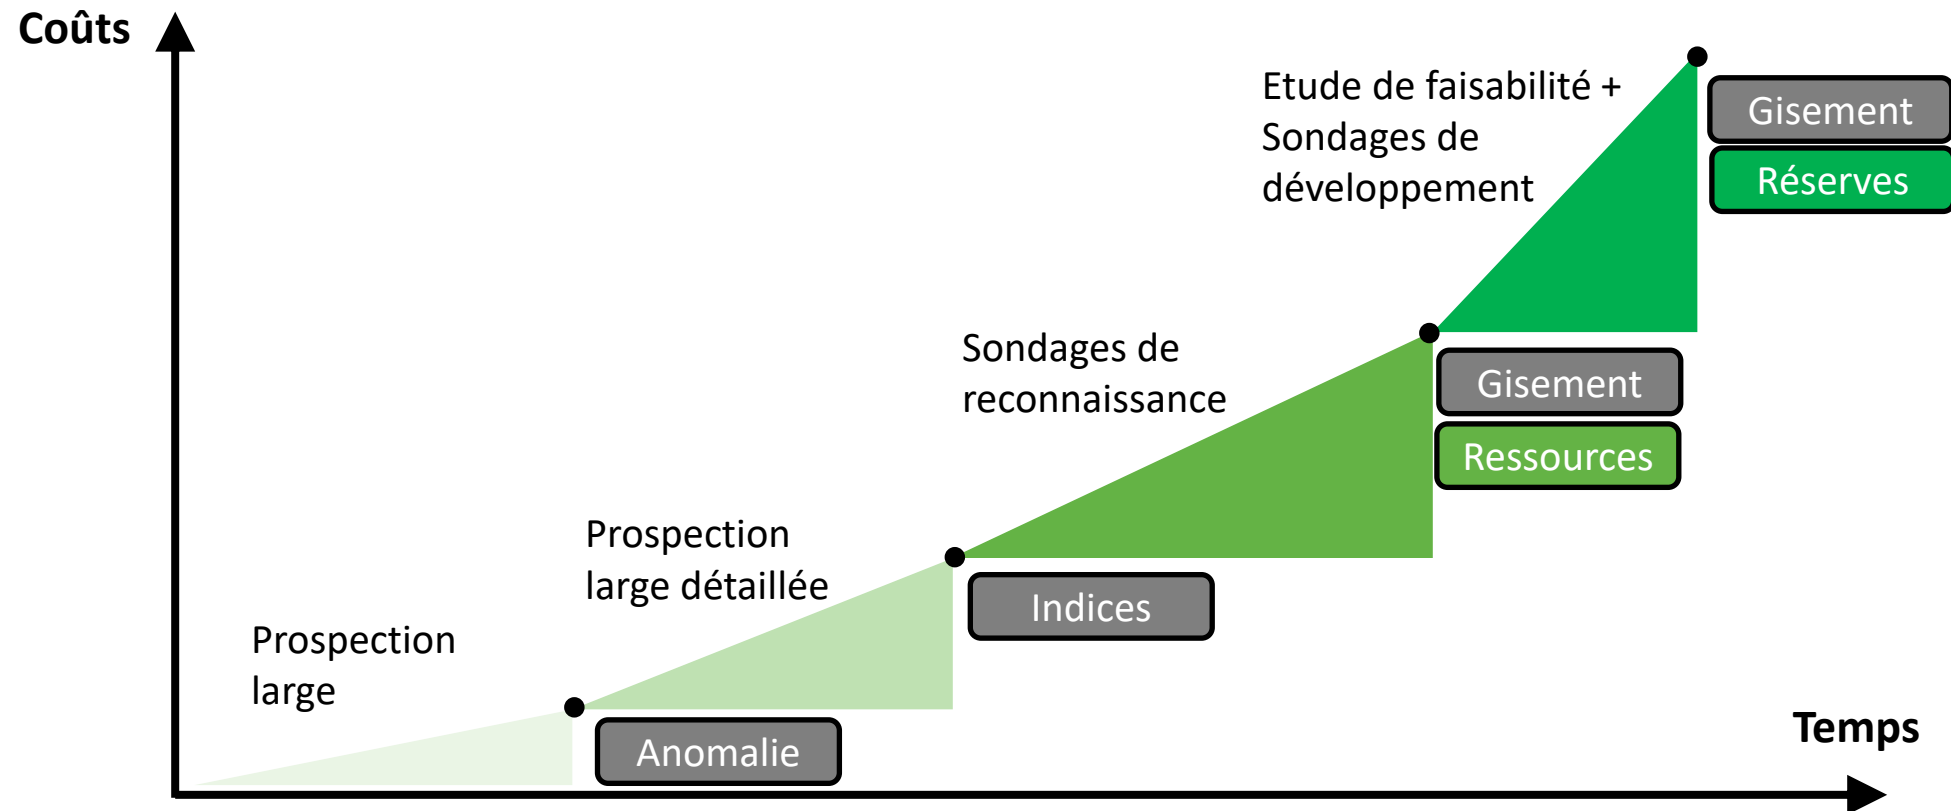 Coûts
Etude de faisabilité +
Sondages de
développement
Gisement
Réserves
Sondages de
reconnaissance
Gisement
Ressources
Prospection
large détaillée
Indices
Prospection
large
Anomalie
Temps